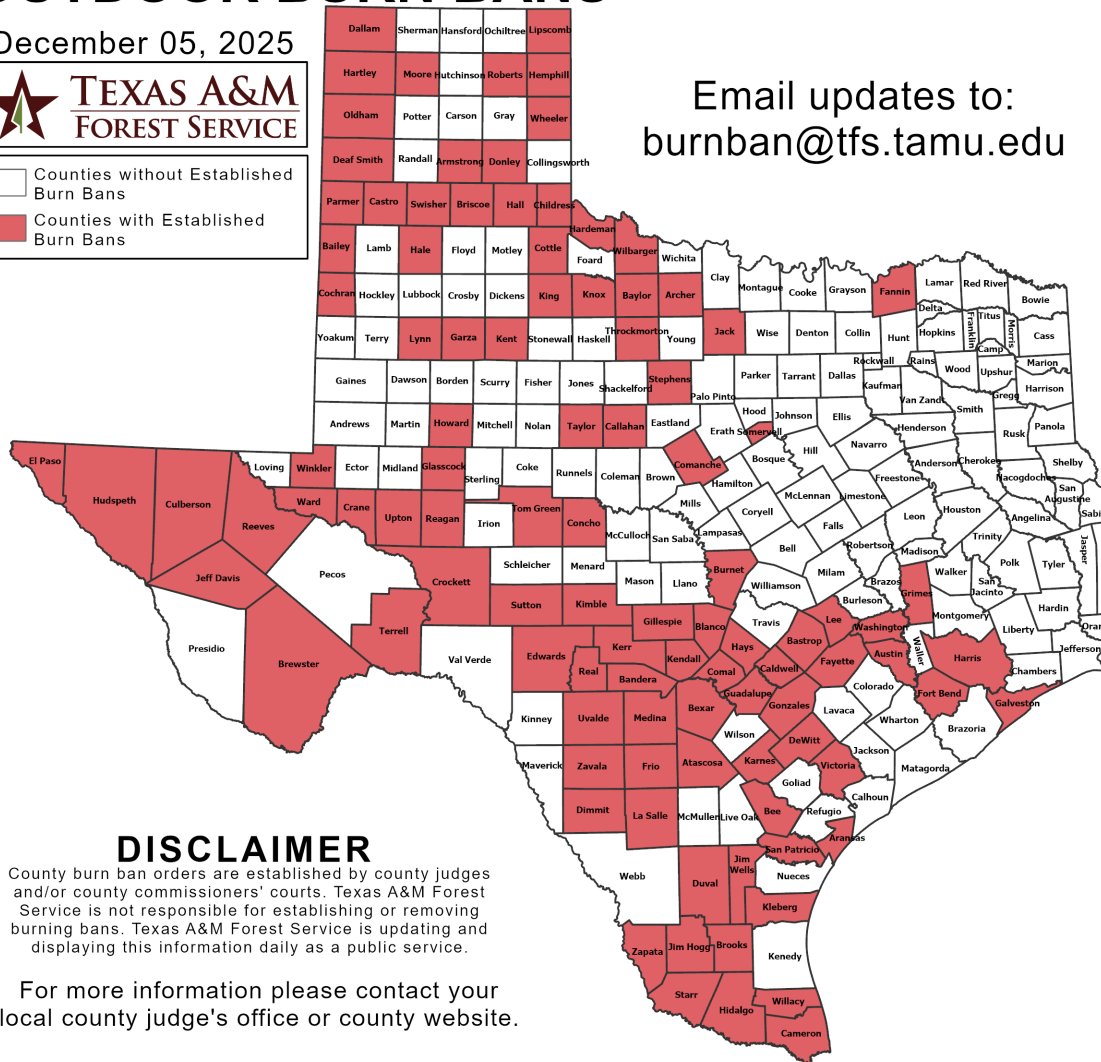 December 05, 2025
TEXAS A&M
FOREST SERVICE
Counties without Established
Burn Bans
Counties with Established
Burn Bans
Email updates to:
burnban@tfs.tamu.edu
Dallam Sherman Hansford Ochiltree Lipscomb
Hartley Moore Hutchinson Roberts Hemphill
Oldham Potter Carson Gray Wheeler
Deaf Smith Randall Armstrong Donley Collingsworth
Parmer Castro Swisher Briscoe Hall Childress
Hardeman
Bailey Lamb Hale Floyd Motley Cottle Foard Wilbarger Wichita
Clay Montague Cooke Grayson Fannin Lamar Red River Bowie
Cochran Hockley Lubbock Crosby Dickens King Knox Baylor Archer
Delta Titus Franklin Morris
Yoakum Terry Lynn Garza Kent Stonewall Haskell Throckmorton Young Jack Wise Denton Collin Hunt Hopkins Cass
Camp
Rockwall Rains Wood Upshur Marion
Gaines Dawson Borden Scurry Fisher Jones Shackelford Stephens Palo Pinto Parker Tarrant Dallas Kaufman Van Zandt Gregg Harrison
Andrews Martin Howard Mitchell Nolan Taylor Callahan Eastland Erath Hood Somervell Johnson Ellis Henderson Smith Rusk Panola
El Paso Hudspeth Culberson Reeves Loving Winkler Ector Midland Glasscock Sterling Coke Runnels Coleman Brown Comanche Hamilton Bosque Hill Navarro Freestone Anderson Cherokee Nacogdoches Shelby
San
Augustine
Ward Crane Upton Reagan Irion Tom Green Concho McCulloch San Saba Mills Lampasas Coryell McLennan Limestone Falls Leon Houston Angelina
Jeff Davis Pecos Crockett Schleicher Menard Mason Llano Burnet Bell Milam Robertson Madison Trinity Polk Tyler Jasper
Walker
San
Jacinto
Presidio Brewster Terrell Sutton Kimble Gillespie Blanco Williamson Travis Burleson Brazos Grimes Montgomery Liberty Hardin
Val Verde Edwards Real Kerr Bandera Kendall Hays Comal Caldwell Bastrop Lee Washington Fayette Austin Waller Harris Chambers Jefferson
Kinney Uvalde Medina Bexar Guadalupe Gonzales Wilson Lavaca Colorado Wharton Fort Bend Brazoria Galveston
Maverick Zavala Frio Atascosa Karnes DeWitt Victoria Jackson Matagorda
Dimmit La Salle McMullen Live Oak Bee Goliad Refugio Calhoun
Aransas
San Patricio
Webb Duval
Jim
Wells
Nueces
Kleberg
Zapata Jim Hogg Brooks Kenedy
Starr Hidalgo Willacy
Cameron
DISCLAIMER
County burn ban orders are established by county judges
and/or county commissioners' courts. Texas A&M Forest
Service is not responsible for establishing or removing
burning bans. Texas A&M Forest Service is updating and
displaying this information daily as a public service.
For more information please contact your
local county judge's office or county website.